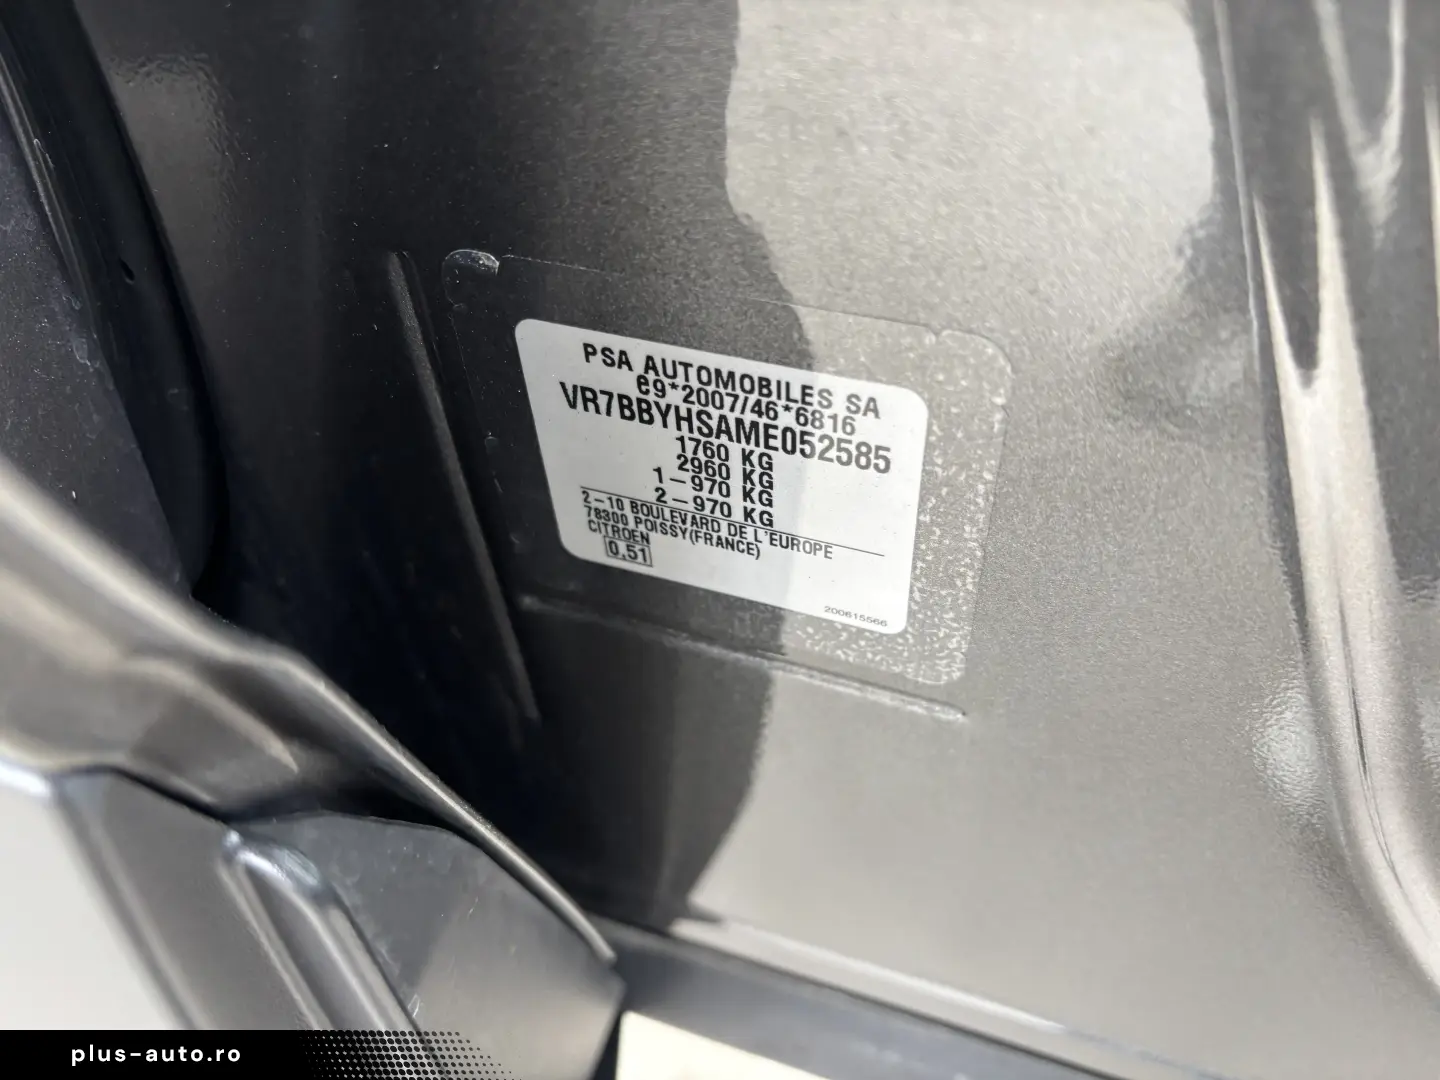 PSA AUTOMOBILES SA
e9*2007/46*6816
VR7BBYHSAME052585
1760 KG
2960 KG
1-970 KG
2-970 KG
2-10 BOULEVARD DE L'EUROPE
78300 POISSY(FRANCE)
CITROEN
0.51
200615566
plus-auto.ro